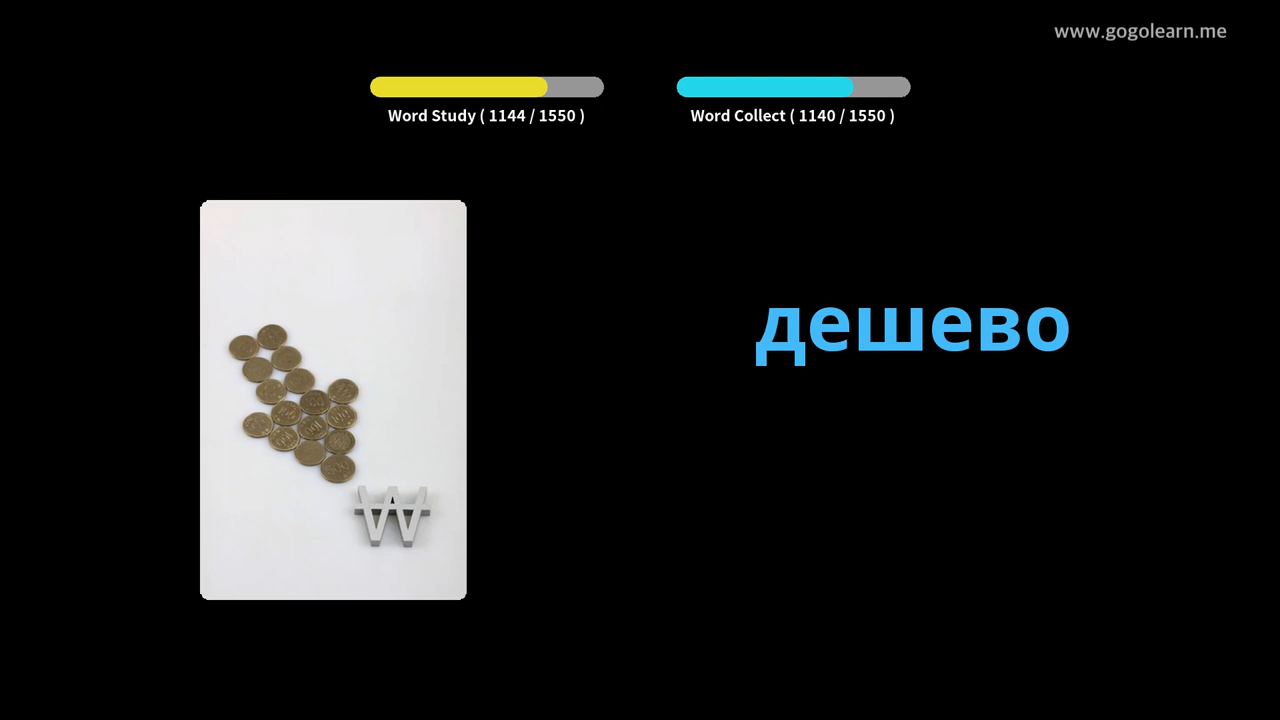 www.gogolearn.me
Word Study ( 1144 / 1550 )
Word Collect ( 1140 / 1550 )
дешево
₩